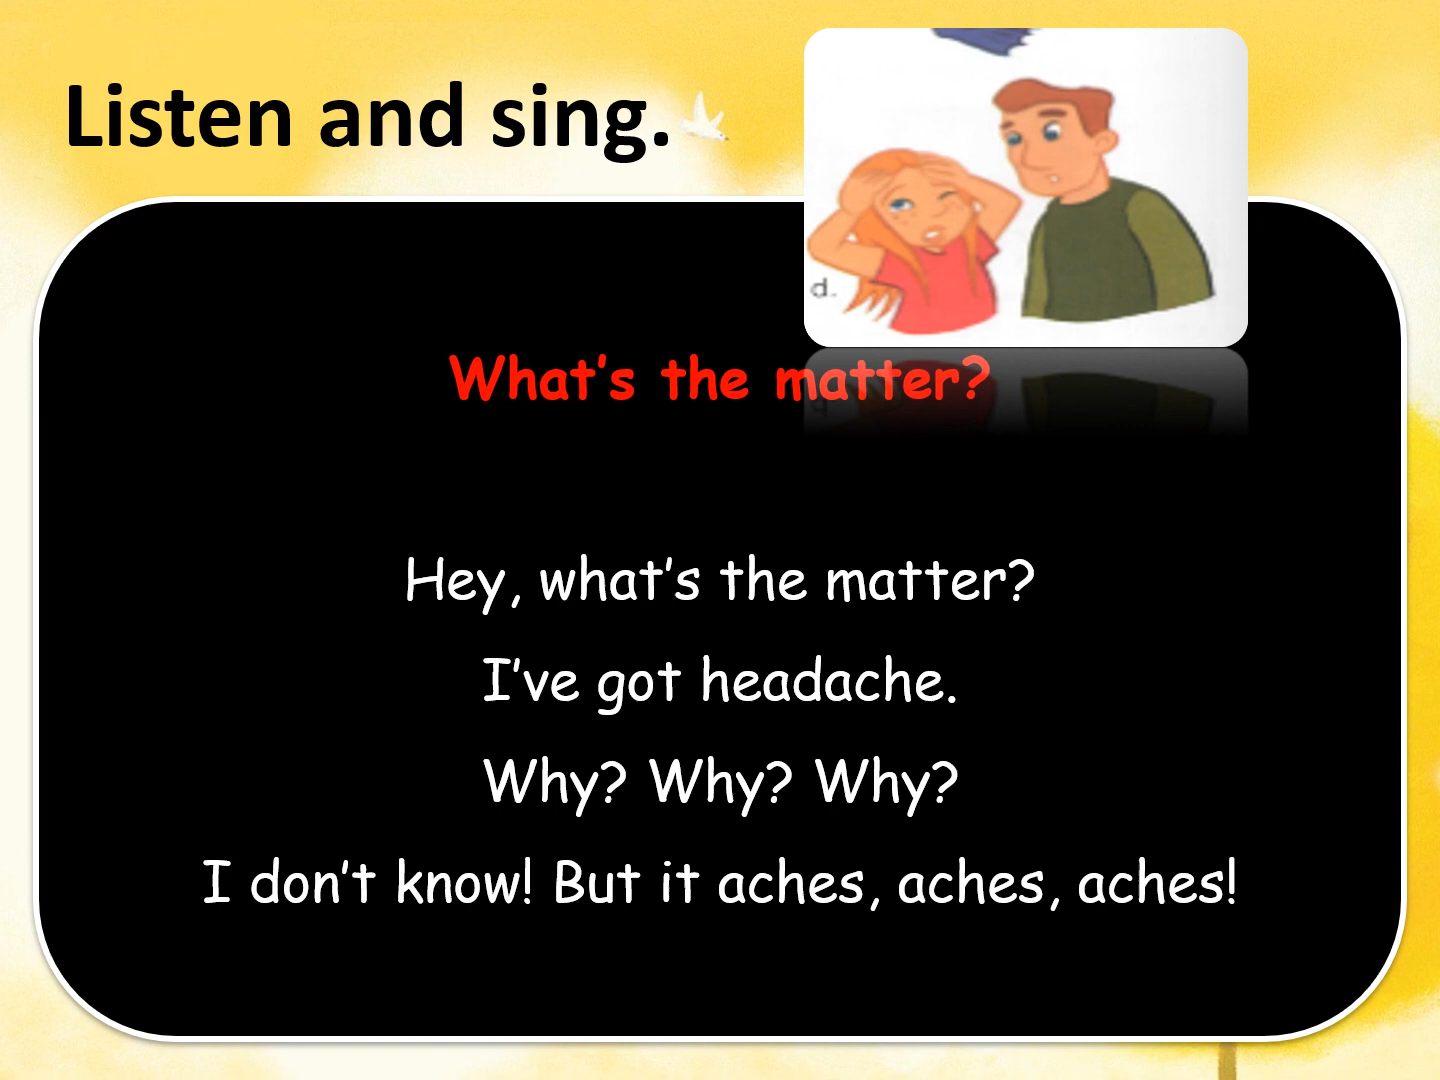 Listen and sing.
d.
What's the matter?
Hey, what's the matter?
I've got headache.
Why? Why? Why?
I don't know! But it aches, aches, aches!